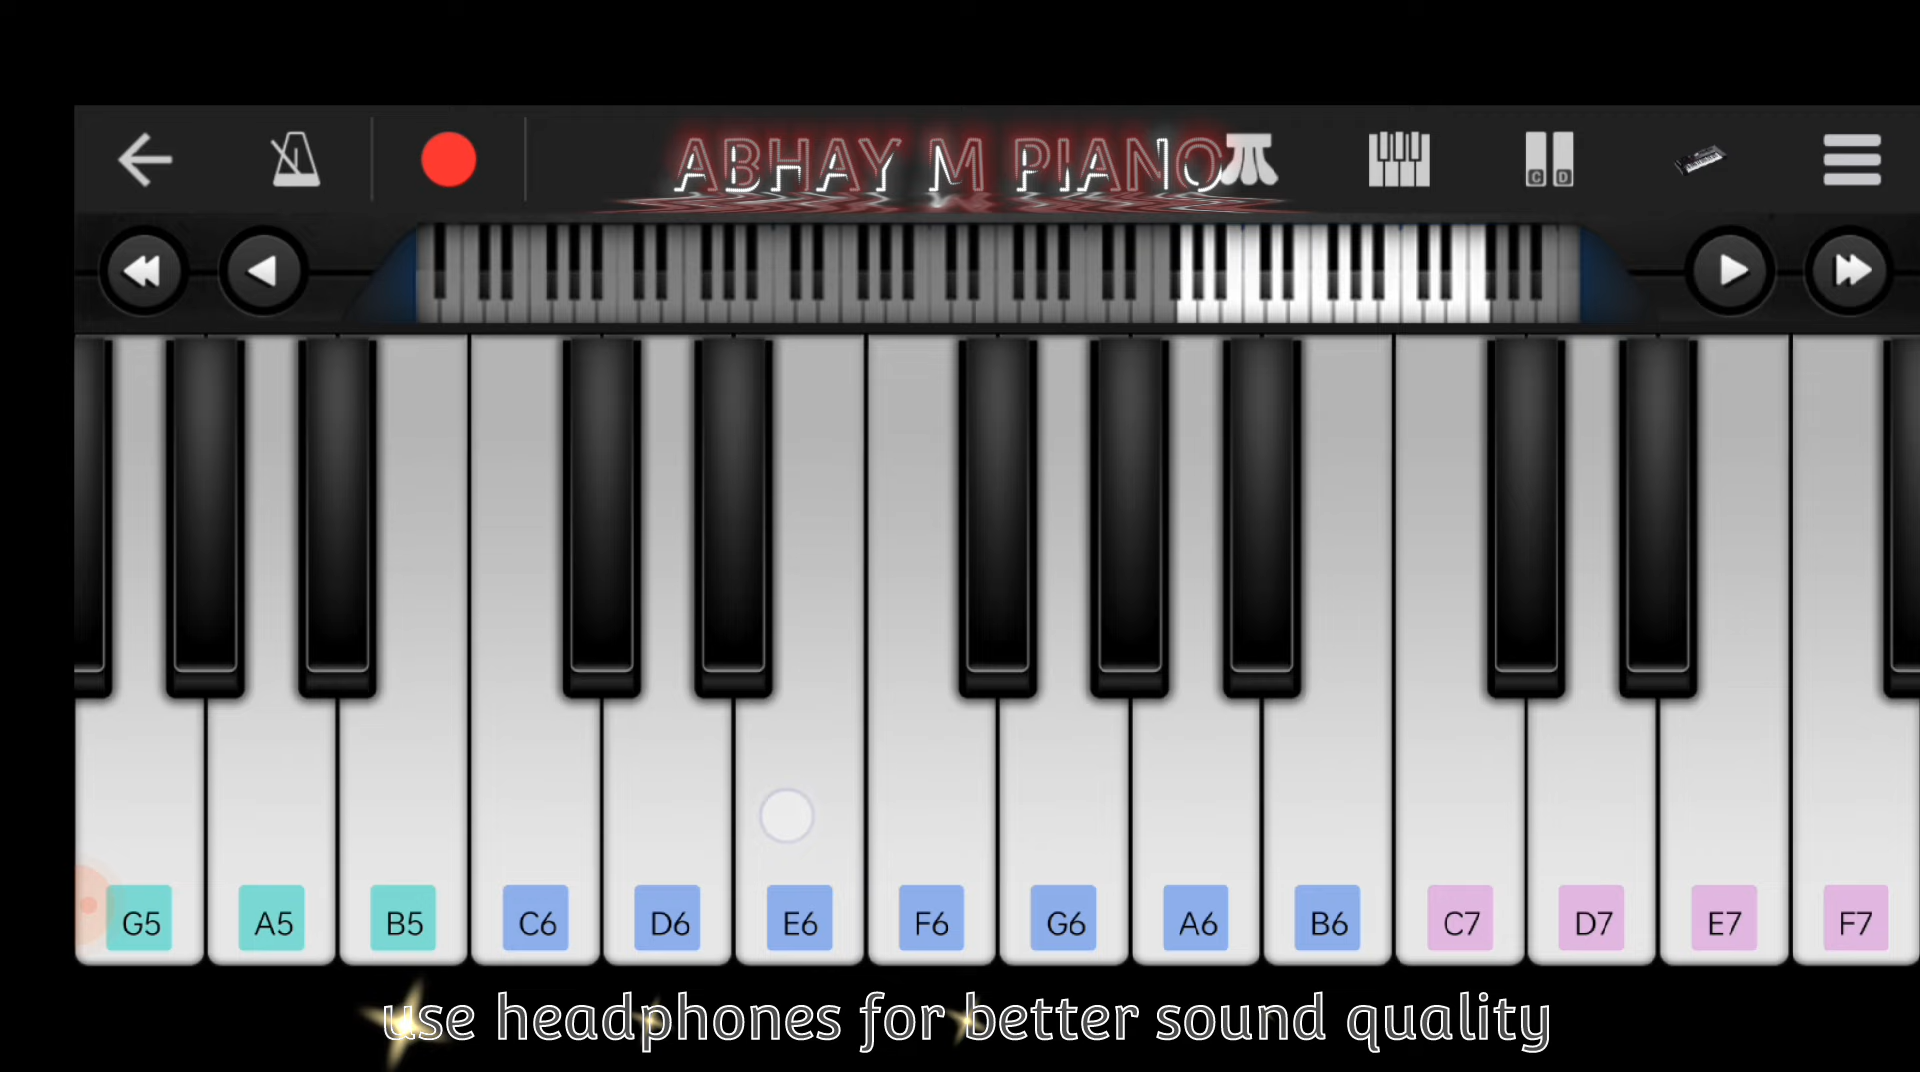 ABHAY M PIANO
C D
G5 A5 B5 C6 D6 E6 F6 G6 A6 B6 C7 D7 E7 F7
use headphones for better sound quality